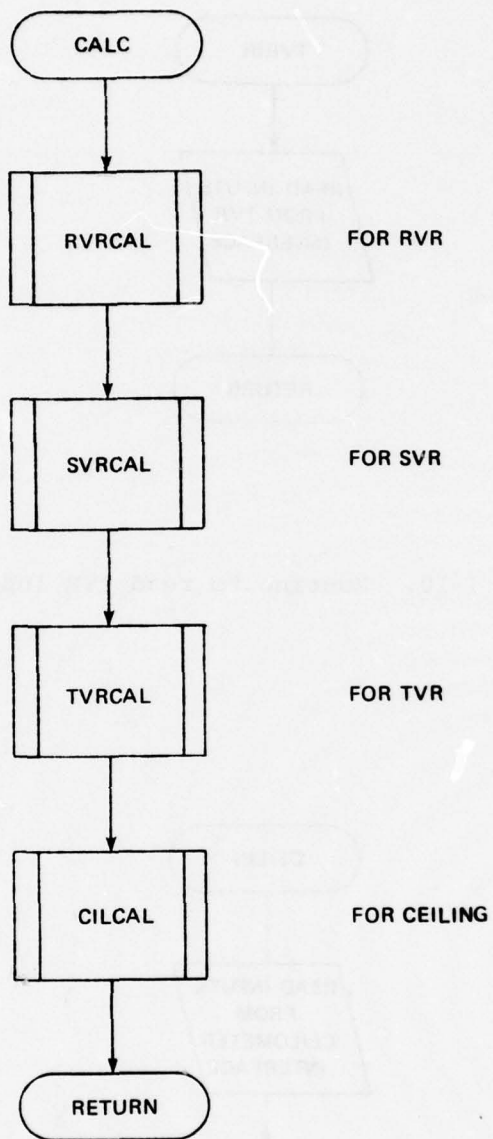 CALC
RVRCAL
FOR RVR
SVRCAL
FOR SVR
TVRCAL
FOR TVR
CILCAL
FOR CEILING
RETURN